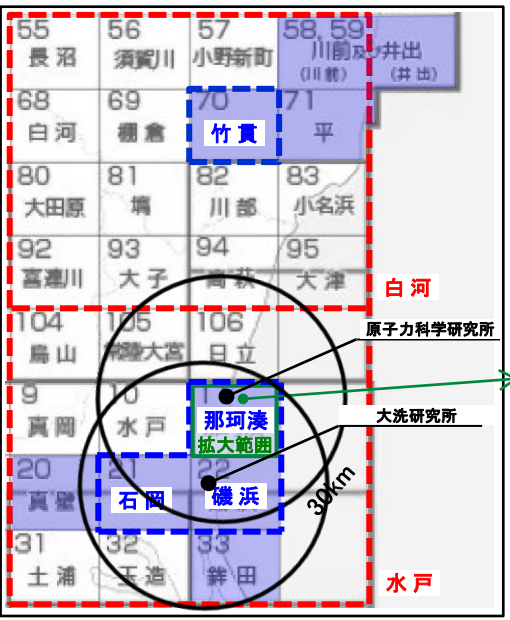 55 56 57 58, 59
長沼 須賀川 小野新町 川前及び井出
(川前) (井出)
68 69 70 71
白河 棚倉 竹貫 平
80 81 82 83
大田原 塙 川部 小名浜
92 93 94 95
喜連川 大子 高萩 大津
白河
104 105 106
烏山 常陸大宮 日立
原子力科学研究所
9 10
真岡 水戸 那珂湊
大洗研究所
拡大範囲
20 21 22
真壁 石岡 磯浜
30km
31 32 33
土浦 玉造 鉾田
水戸